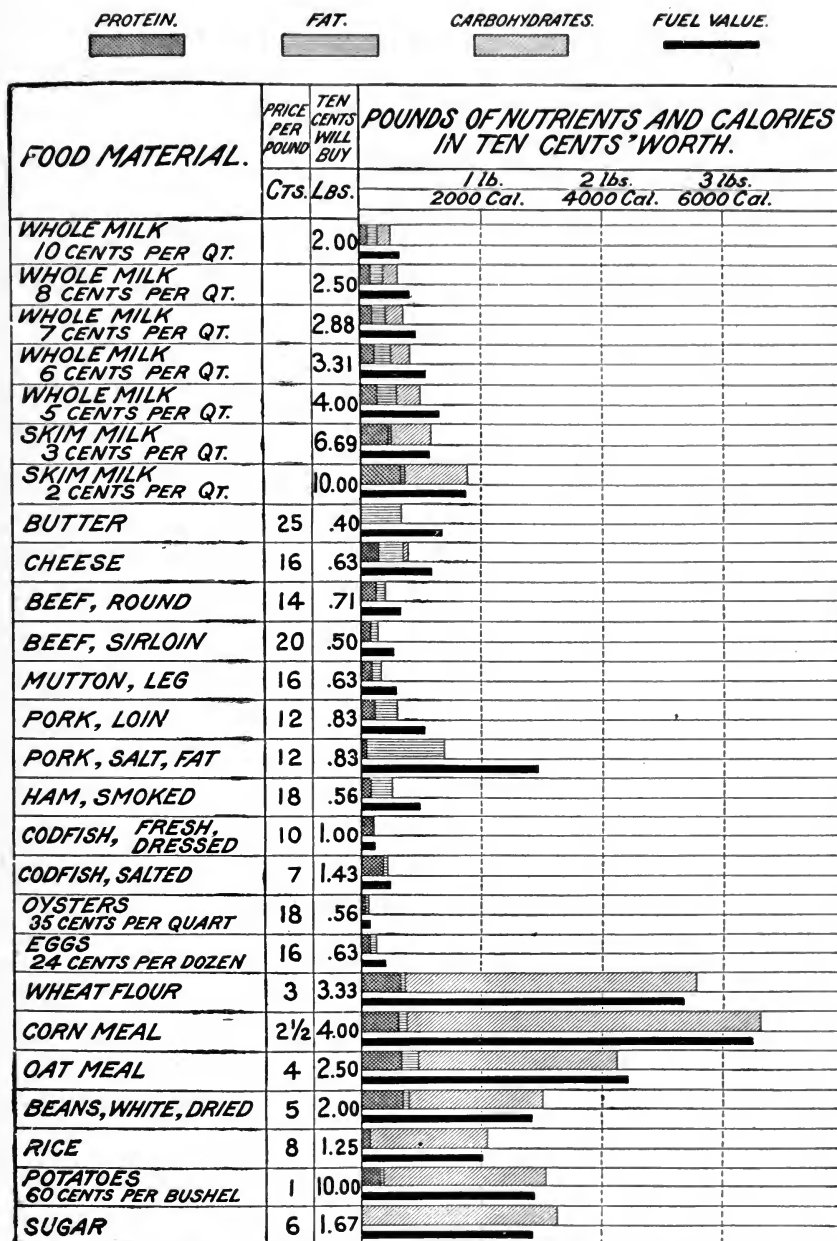 PROTEIN. FAT. CARBOHYDRATES. FUEL VALUE.
FOOD MATERIAL.
PRICE
PER
POUND
CTS.
TEN
CENTS
WILL
BUY
LBS.
POUNDS OF NUTRIENTS AND CALORIES
IN TEN CENTS' WORTH.
1 lb. 2 lbs. 3 lbs.
2000 Cal. 4000 Cal. 6000 Cal.
WHOLE MILK
10 CENTS PER QT. 2.00
WHOLE MILK
8 CENTS PER QT. 2.50
WHOLE MILK
7 CENTS PER QT. 2.88
WHOLE MILK
6 CENTS PER QT. 3.31
WHOLE MILK
5 CENTS PER QT. 4.00
SKIM MILK
3 CENTS PER QT. 6.69
SKIM MILK
2 CENTS PER QT. 10.00
BUTTER 25 .40
CHEESE 16 .63
BEEF, ROUND 14 .71
BEEF, SIRLOIN 20 .50
MUTTON, LEG 16 .63
PORK, LOIN 12 .83
PORK, SALT, FAT 12 .83
HAM, SMOKED 18 .56
CODFISH, FRESH,
DRESSED 10 1.00
CODFISH, SALTED 7 1.43
OYSTERS
35 CENTS PER QUART 18 .56
EGGS
24 CENTS PER DOZEN 16 .63
WHEAT FLOUR 3 3.33
CORN MEAL 2½ 4.00
OAT MEAL 4 2.50
BEANS, WHITE, DRIED 5 2.00
RICE 8 1.25
POTATOES
60 CENTS PER BUSHEL 1 10.00
SUGAR 6 1.67